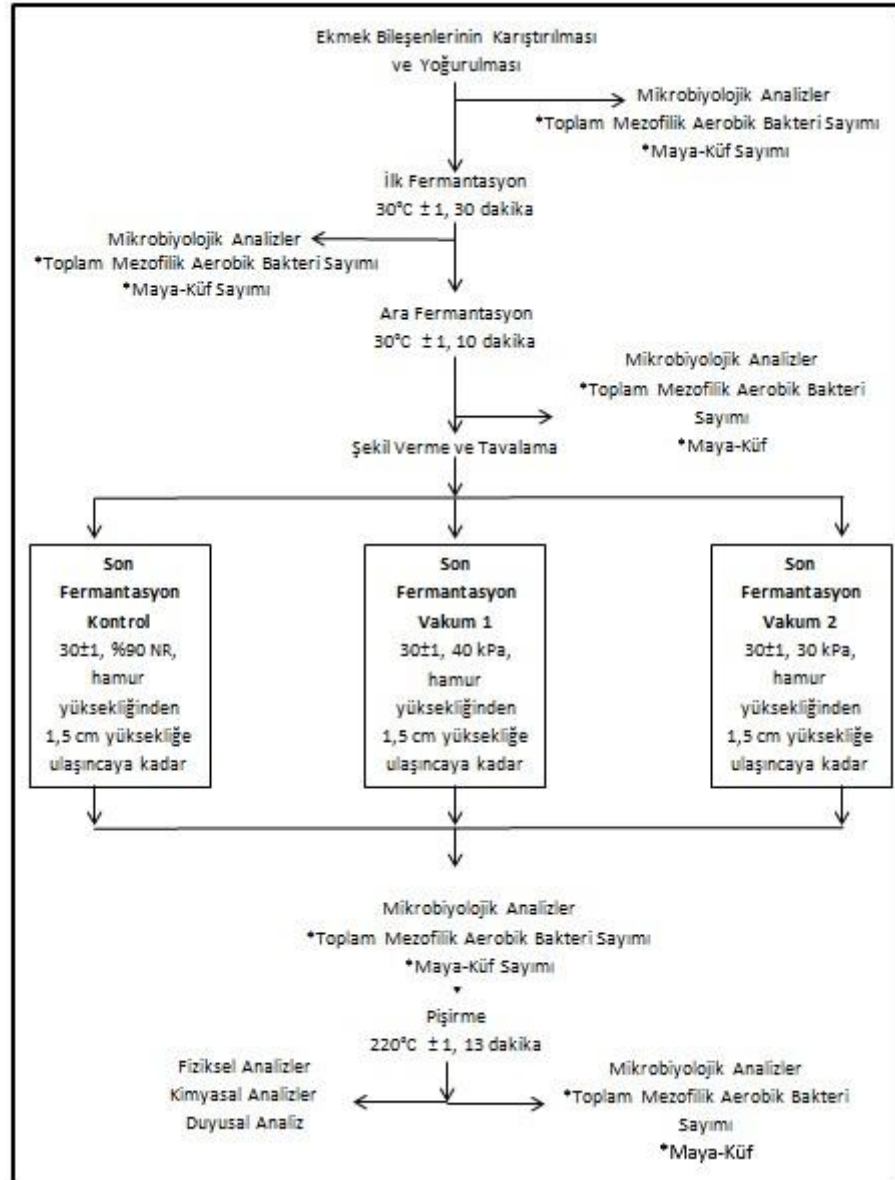 Ekmek Bileşenlerinin Karıştırılması
ve Yoğurulması
Mikrobiyolojik Analizler
*Toplam Mezofilik Aerobik Bakteri Sayımı
*Maya-Küf Sayımı
İlk Fermantasyon
30°C ± 1, 30 dakika
Mikrobiyolojik Analizler
*Toplam Mezofilik Aerobik Bakteri Sayımı
*Maya-Küf Sayımı
Ara Fermantasyon
30°C ± 1, 10 dakika
Mikrobiyolojik Analizler
*Toplam Mezofilik Aerobik Bakteri
Sayımı
*Maya-Küf
Şekil Verme ve Tavalama
Son
Fermantasyon
Kontrol
30±1, %90 NR,
hamur
yüksekliğinden
1,5 cm yüksekliğe
ulaşıncaya kadar
Son
Fermantasyon
Vakum 1
30±1, 40 kPa,
hamur
yüksekliğinden
1,5 cm yüksekliğe
ulaşıncaya kadar
Son
Fermantasyon
Vakum 2
30±1, 30 kPa,
hamur
yüksekliğinden
1,5 cm yüksekliğe
ulaşıncaya kadar
Mikrobiyolojik Analizler
*Toplam Mezofilik Aerobik Bakteri Sayımı
*Maya-Küf Sayımı
Pişirme
220°C ± 1, 13 dakika
Fiziksel Analizler
Kimyasal Analizler
Duyusal Analiz
Mikrobiyolojik Analizler
*Toplam Mezofilik Aerobik Bakteri
Sayımı
*Maya-Küf